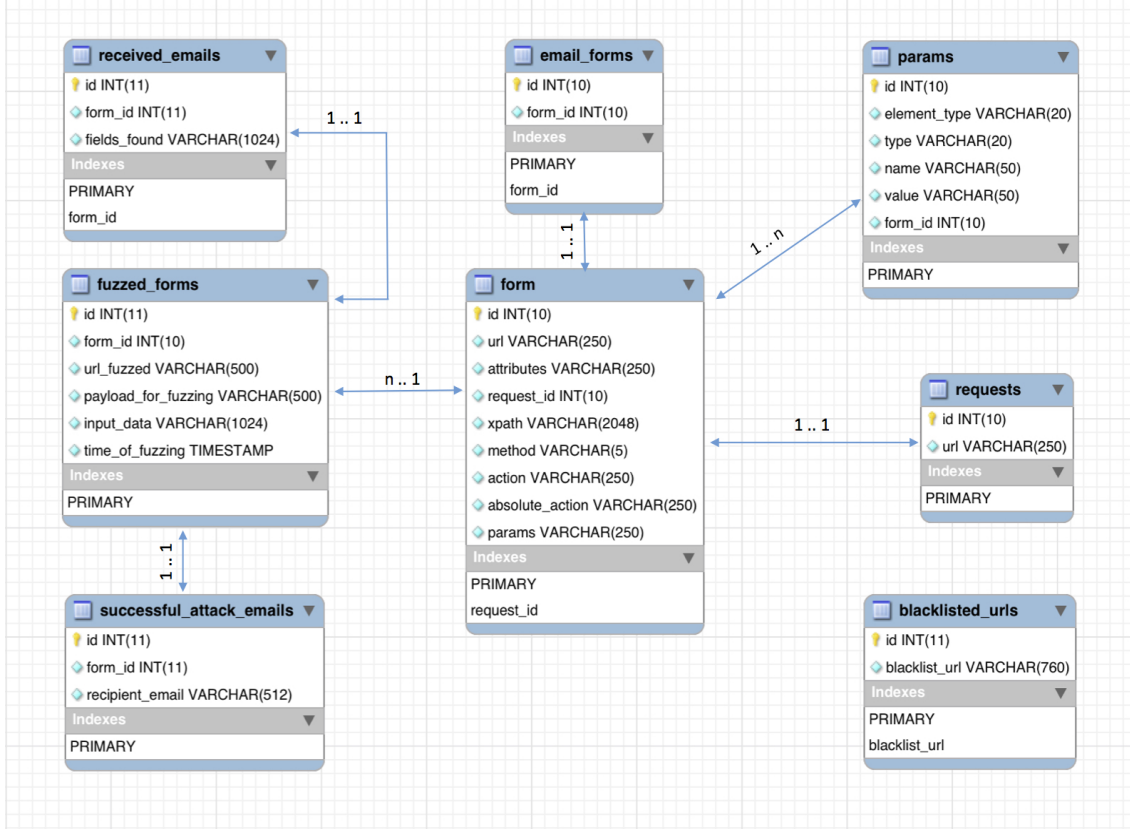 received_emails
id INT(11)
form_id INT(11)
fields_found VARCHAR(1024)
Indexes
PRIMARY
form_id
1 .. 1
email_forms
id INT(10)
form_id INT(10)
Indexes
PRIMARY
form_id
1 .. 1
params
id INT(10)
element_type VARCHAR(20)
type VARCHAR(20)
name VARCHAR(50)
value VARCHAR(50)
form_id INT(10)
Indexes
PRIMARY
1 .. n
fuzzed_forms
id INT(11)
form_id INT(10)
url_fuzzed VARCHAR(500)
payload_for_fuzzing VARCHAR(500)
input_data VARCHAR(1024)
time_of_fuzzing TIMESTAMP
Indexes
PRIMARY
n .. 1
form
id INT(10)
url VARCHAR(250)
attributes VARCHAR(250)
request_id INT(10)
xpath VARCHAR(2048)
method VARCHAR(5)
action VARCHAR(250)
absolute_action VARCHAR(250)
params VARCHAR(250)
Indexes
PRIMARY
request_id
1 .. 1
requests
id INT(10)
url VARCHAR(250)
Indexes
PRIMARY
1 .. 1
successful_attack_emails
id INT(11)
form_id INT(11)
recipient_email VARCHAR(512)
Indexes
PRIMARY
blacklisted_urls
id INT(11)
blacklist_url VARCHAR(760)
Indexes
PRIMARY
blacklist_url